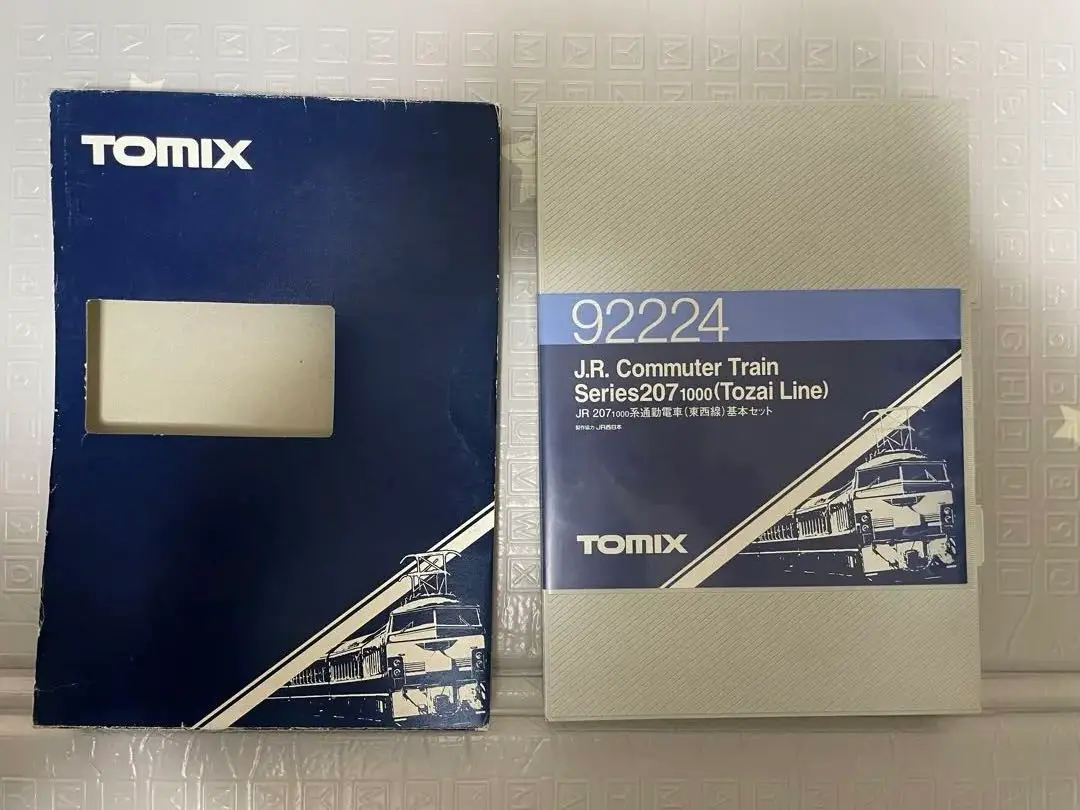 TOMIX
92224
J.R. Commuter Train
Series207 1000 (Tozai Line)
JR 207 1000系通勤電車(東西線)基本セット
製作協力 JR西日本
TOMIX